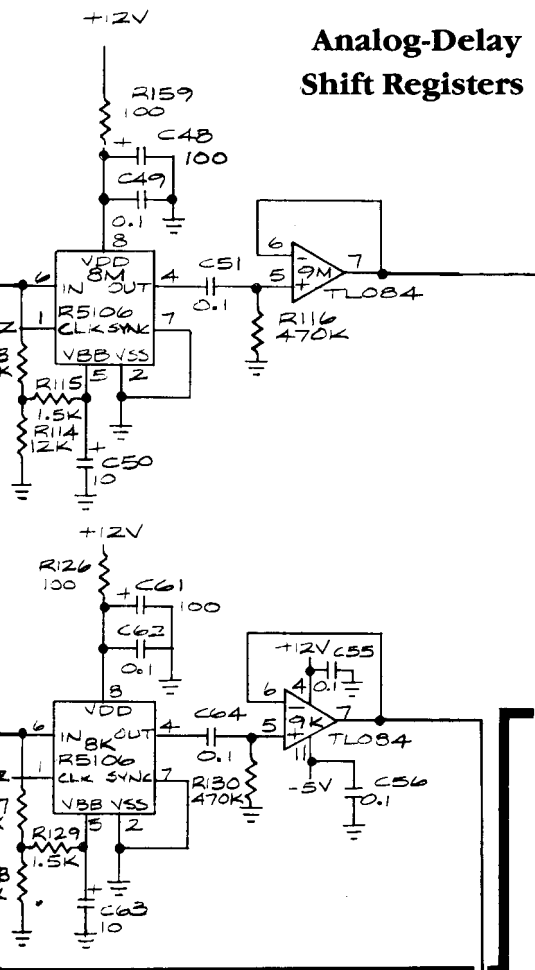 +12V
Analog-Delay
Shift Registers
R159
100
+
C48
100
C49
0.1
8
VDD
8M
6
IN
OUT
4
C51
0.1
6
-
9M
7
5
+
TL084
R5106
1
CLK
SYNC
7
R116
470K
VBB
VSS
5
2
R115
1.5K
R114
12K
+
C50
10
+12V
R126
100
+
C61
100
C62
0.1
8
VDD
6
IN
8K
OUT
4
C64
0.1
R5106
1
CLK
SYNC
7
VBB
VSS
5
2
R129
1.5K
+
C63
10
R130
470K
+12V
C55
0.1
4
6
-
9K
7
5
+
TL084
11
-5V
C56
0.1